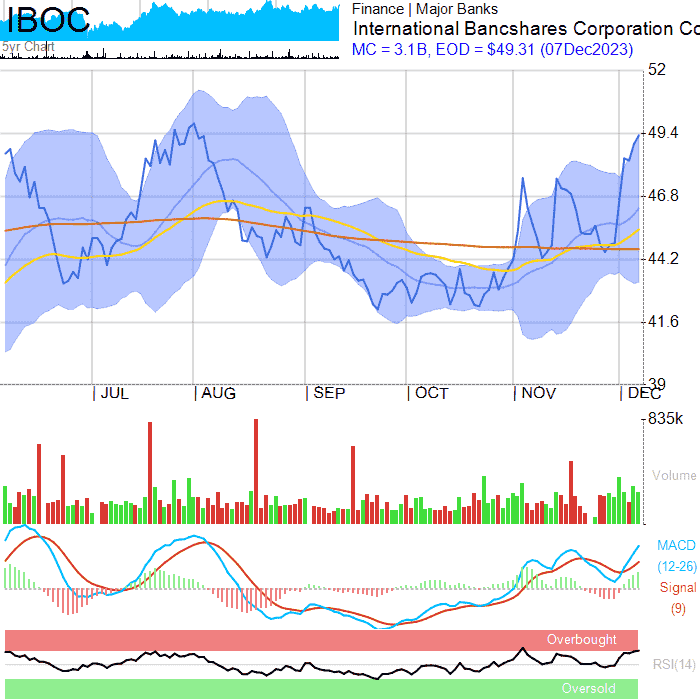 IBOC
5yr Chart
Finance | Major Banks
International Bancshares Corporation Co
MC = 3.1B, EOD = $49.31 (07Dec2023)
52
49.4
46.8
44.2
41.6
39
JUL AUG SEP OCT NOV DEC
835k
Volume
MACD
(12-26)
Signal
(9)
Overbought
RSI(14)
Oversold